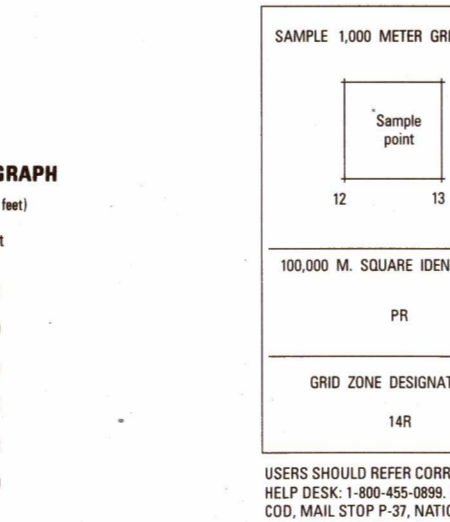 GRAPH
feet)
t
SAMPLE 1,000 METER GRI
Sample
point
12 13
100,000 M. SQUARE IDEN
PR
GRID ZONE DESIGNAT
14R
USERS SHOULD REFER CORR
HELP DESK: 1-800-455-0899.
COD, MAIL STOP P-37, NATIO